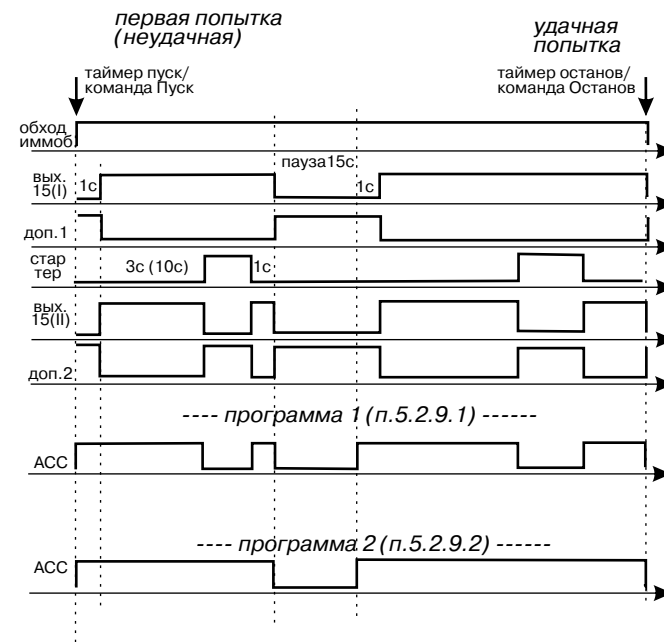 первая попытка
(неудачная)
удачная
попытка
таймер пуск/
команда Пуск
таймер останов/
команда Останов
обход
иммоб.
пауза15с
вых.
15(I)
1с
1с
доп.1
стар
тер
3с (10с)
1с
вых.
15(II)
доп.2
---- программа 1 (п.5.2.9.1) ------
АСС
---- программа 2 (п.5.2.9.2) ------
АСС